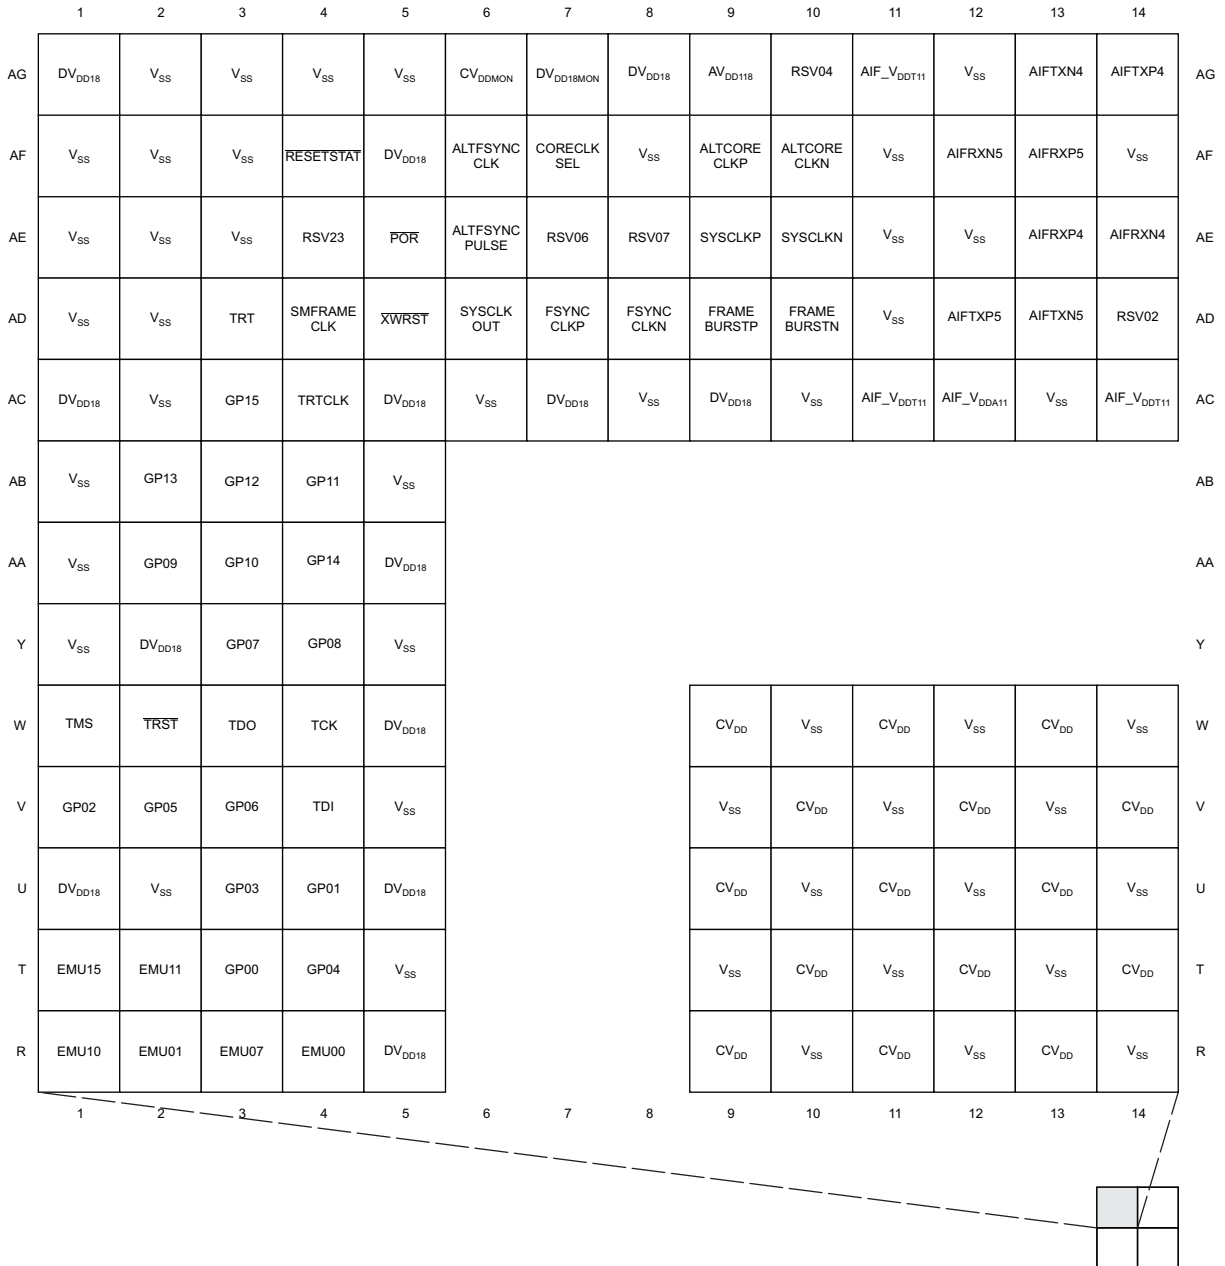 1 2 3 4 5 6 7 8 9 10 11 12 13 14
AG DVDD18 VSS VSS VSS VSS CVDDMON DVDD18MON DVDD18 AVDD118 RSV04 AIF_VDDT11 VSS AIFTXN4 AIFTXP4 AG
AF VSS VSS VSS RESETSTAT DVDD18 ALTFSYNC CLK CORECLK SEL VSS ALTCORE CLKP ALTCORE CLKN VSS AIFRXN5 AIFRXP5 VSS AF
AE VSS VSS VSS RSV23 POR ALTFSYNC PULSE RSV06 RSV07 SYSCLKP SYSCLKN VSS VSS AIFRXP4 AIFRXN4 AE
AD VSS VSS TRT SMFRAME CLK XWRST SYSCLK OUT FSYNC CLKP FSYNC CLKN FRAME BURSTP FRAME BURSTN VSS AIFTXP5 AIFTXN5 RSV02 AD
AC DVDD18 VSS GP15 TRTCLK DVDD18 VSS DVDD18 VSS DVDD18 VSS AIF_VDDT11 AIF_VDDA11 VSS AIF_VDDT11 AC
AB VSS GP13 GP12 GP11 VSS AB
AA VSS GP09 GP10 GP14 DVDD18 AA
Y VSS DVDD18 GP07 GP08 VSS Y
W TMS TRST TDO TCK DVDD18 CVDD VSS CVDD VSS CVDD VSS W
V GP02 GP05 GP06 TDI VSS VSS CVDD VSS CVDD VSS CVDD V
U DVDD18 VSS GP03 GP01 DVDD18 CVDD VSS CVDD VSS CVDD VSS U
T EMU15 EMU11 GP00 GP04 VSS VSS CVDD VSS CVDD VSS CVDD T
R EMU10 EMU01 EMU07 EMU00 DVDD18 CVDD VSS CVDD VSS CVDD VSS R
1 2 3 4 5 6 7 8 9 10 11 12 13 14